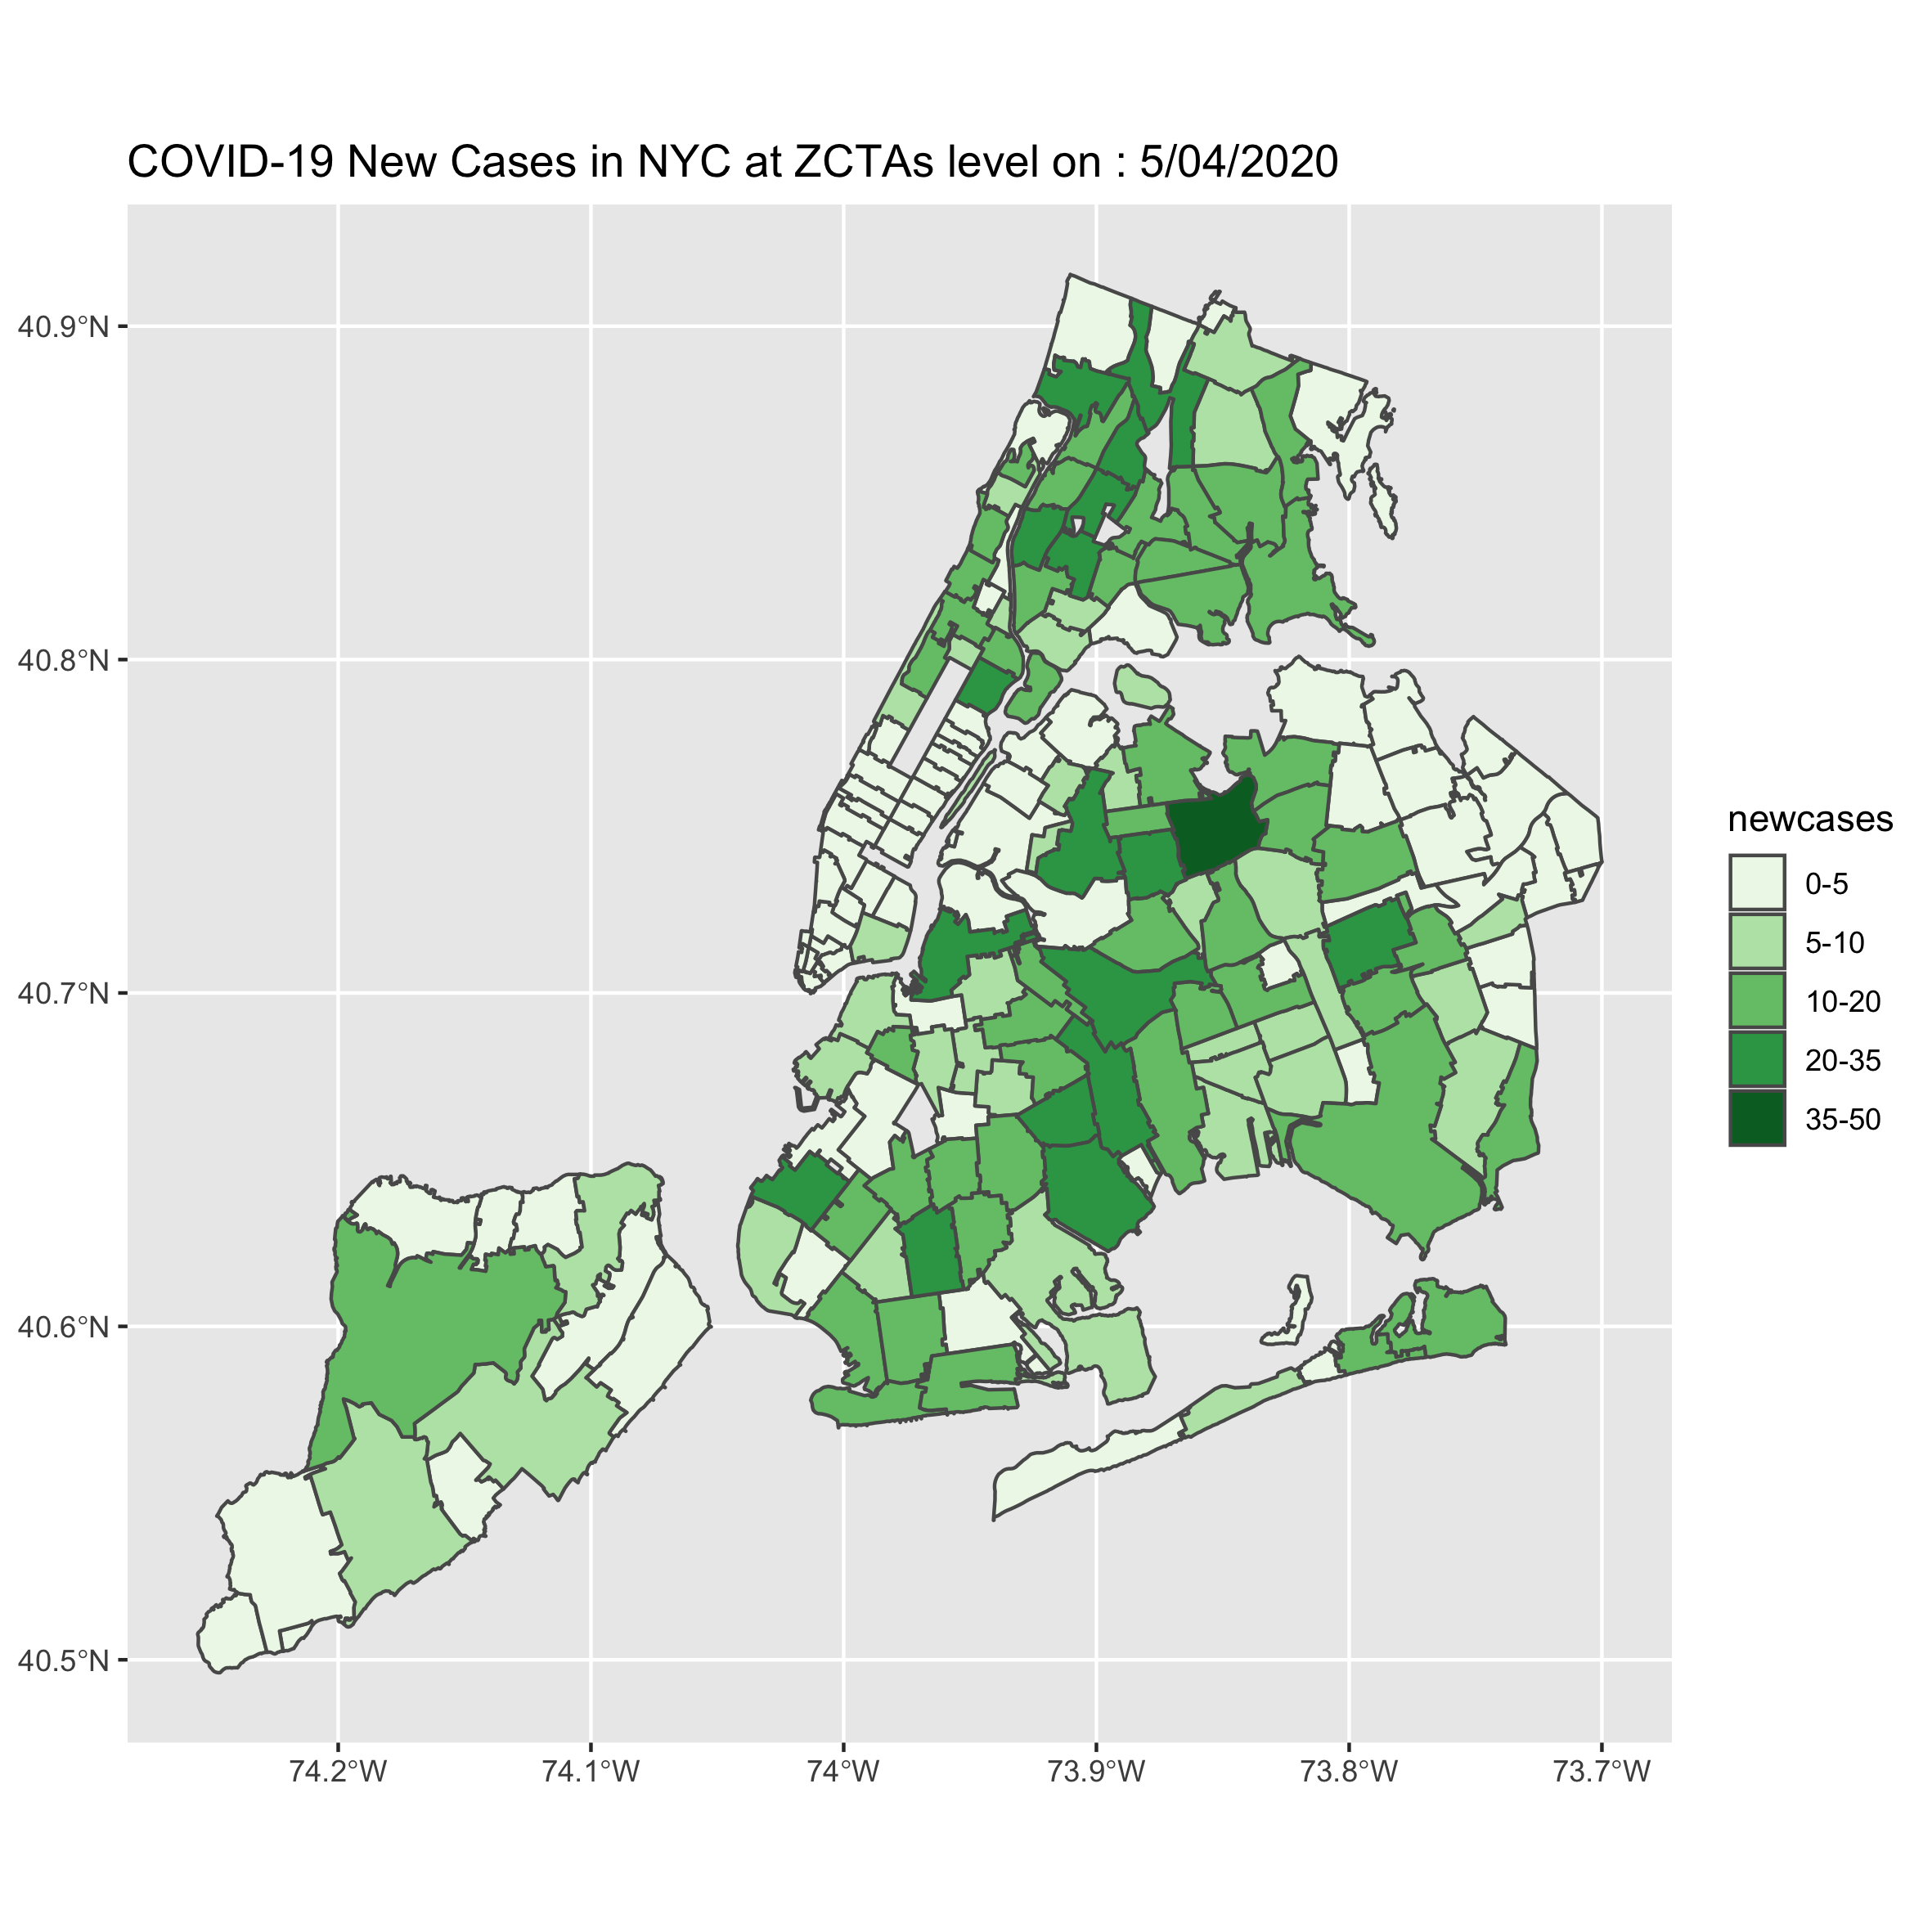 COVID-19 New Cases in NYC at ZCTAs level on : 5/04/2020
40.9°N
40.8°N
40.7°N
40.6°N
40.5°N
74.2°W
74.1°W
74°W
73.9°W
73.8°W
73.7°W
newcases
0-5
5-10
10-20
20-35
35-50